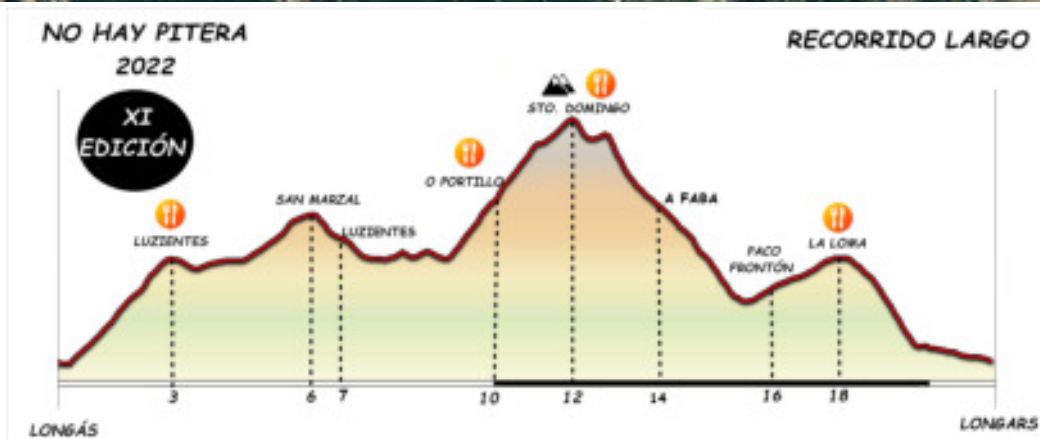 NO HAY PITERA
2022
RECORRIDO LARGO
XI
EDICIÓN
STO. DOMINGO
O PORTILLO
SAN MARZAL
A FABA
LUZIENTES
LUZIENTES
LA LOMA
PACO
FRONTÓN
3
6
7
10
12
14
16
18
LONGÁS
LONGARS